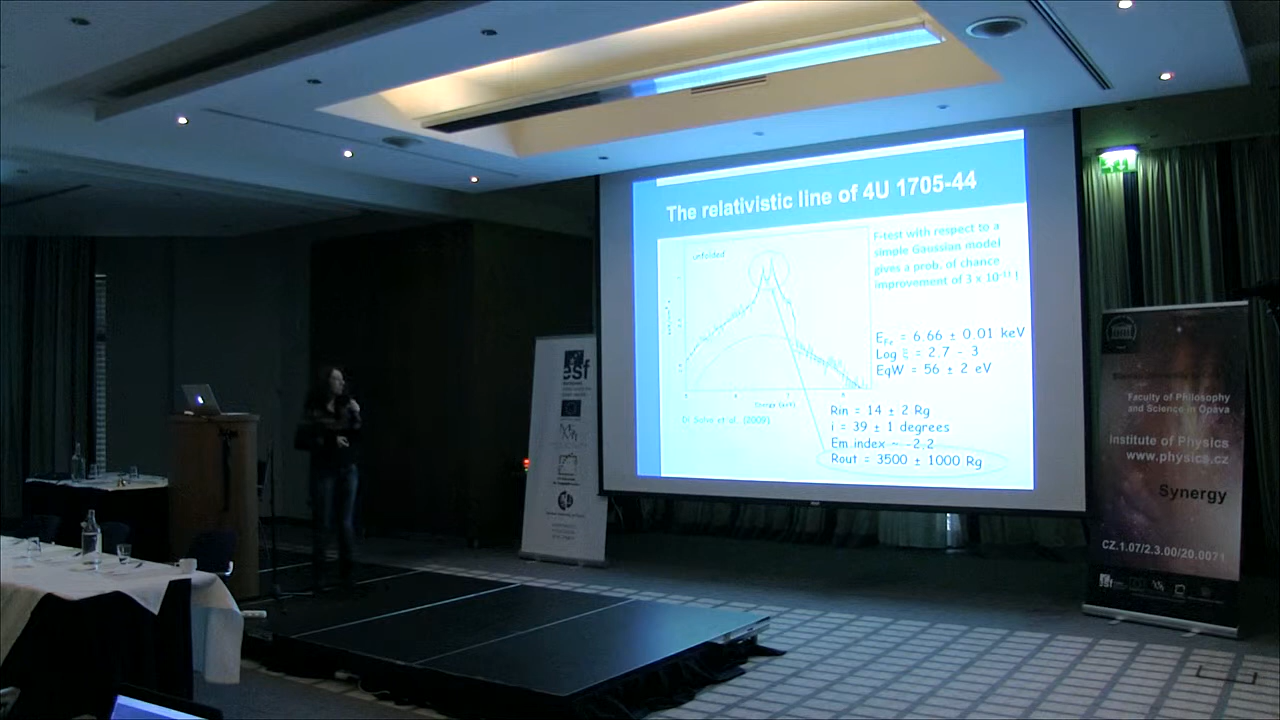 The relativistic line of 4U 1705-44
unfolded
F-test with respect to a
simple Gaussian model
gives a prob. of chance
improvement of 3 x 10
E_Fe = 6.66 ± 0.01 keV
Log ξ = 2.7 - 3
EqW = 56 ± 2 eV
Energy (keV)
Di Salvo et al. (2009)
Rin = 14 ± 2 Rg
i = 39 ± 1 degrees
Em index ~ -2.2
Rout = 3500 ± 1000 Rg
esf
Faculty of Philosophy
and Science in Opava
Institute of Physics
www.physics.cz
Synergy
CZ.1.07/2.3.00/20.0071
esf